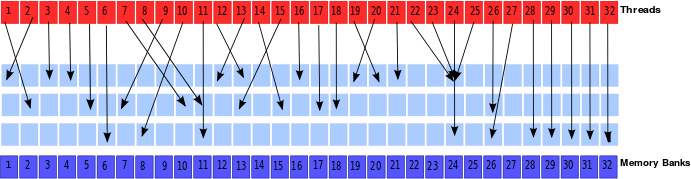 1 2 3 4 5 6 7 8 9 10 11 12 13 14 15 16 17 18 19 20 21 22 23 24 25 26 27 28 29 30 31 32 Threads
1 2 3 4 5 6 7 8 9 10 11 12 13 14 15 16 17 18 19 20 21 22 23 24 25 26 27 28 29 30 31 32 Memory Banks